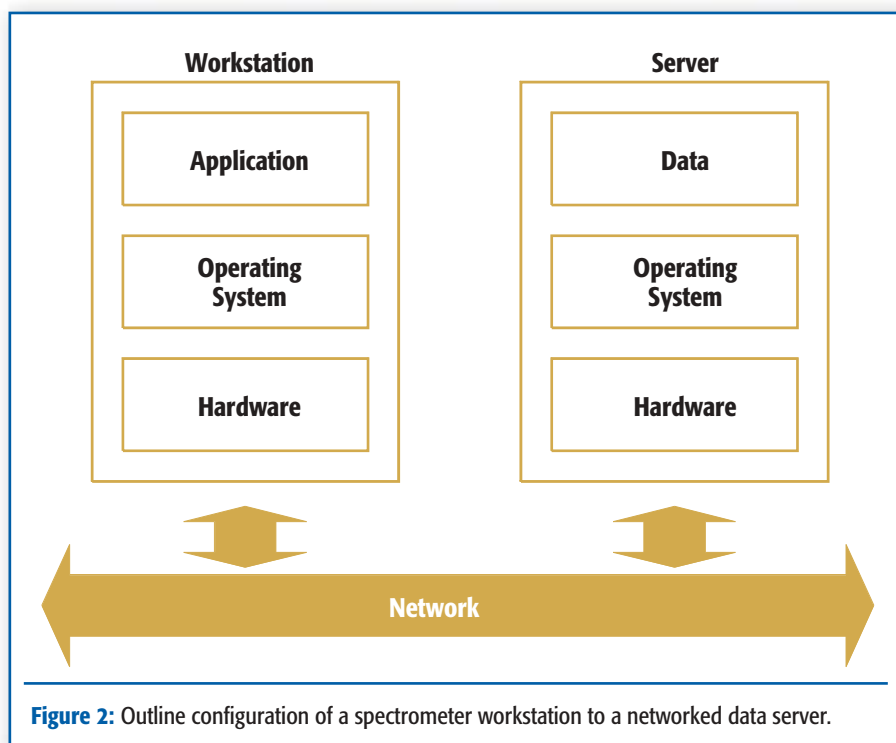 Workstation
Server
Application
Operating
System
Hardware
Data
Operating
System
Hardware
Network
Figure 2: Outline configuration of a spectrometer workstation to a networked data server.